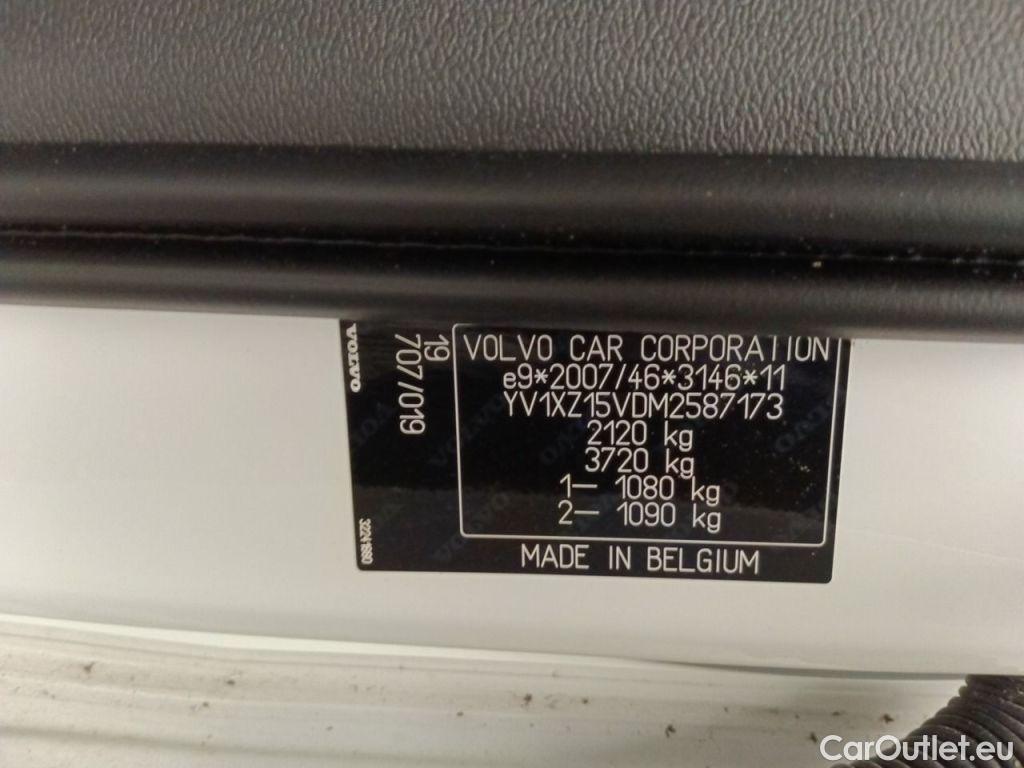 VOLVO
19
707/019
VOLVO CAR CORPORATION
e9*2007/46*3146*11
YV1XZ15VDM2587173
2120 kg
3720 kg
1— 1080 kg
2— 1090 kg
MADE IN BELGIUM
CarOutlet.eu